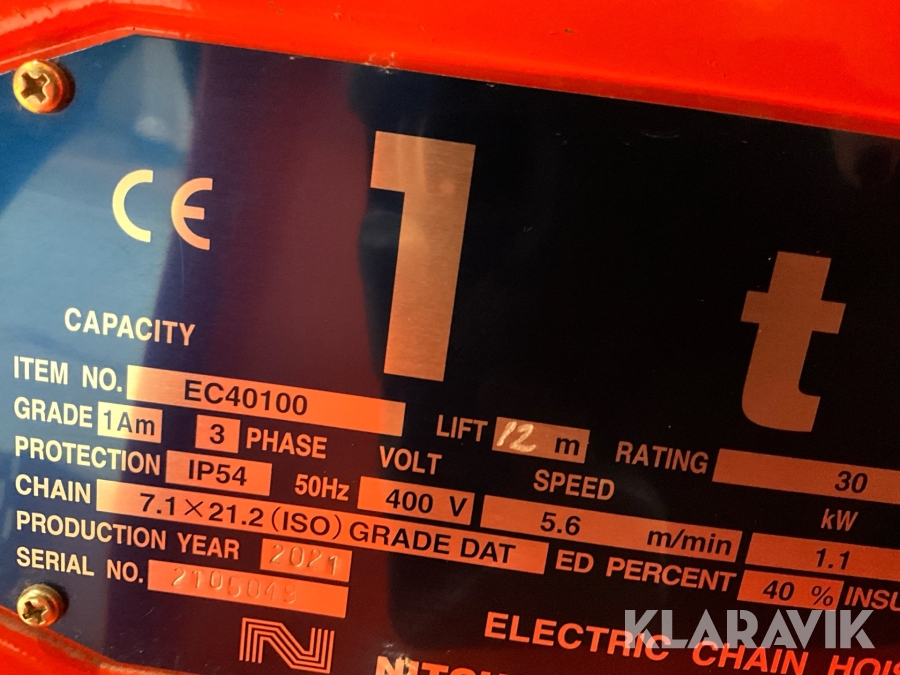 CE
1 t
CAPACITY
ITEM NO. EC40100
GRADE 1Am 3 PHASE LIFT 12 m RATING 30
PROTECTION IP54 50Hz VOLT 400 V SPEED 5.6 m/min kW 1.1
CHAIN 7.1×21.2 (ISO) GRADE DAT ED PERCENT 40 % INSU
PRODUCTION YEAR 2021
SERIAL NO. 2106049
ELECTRIC CHAIN HOIS
KLARAVIK